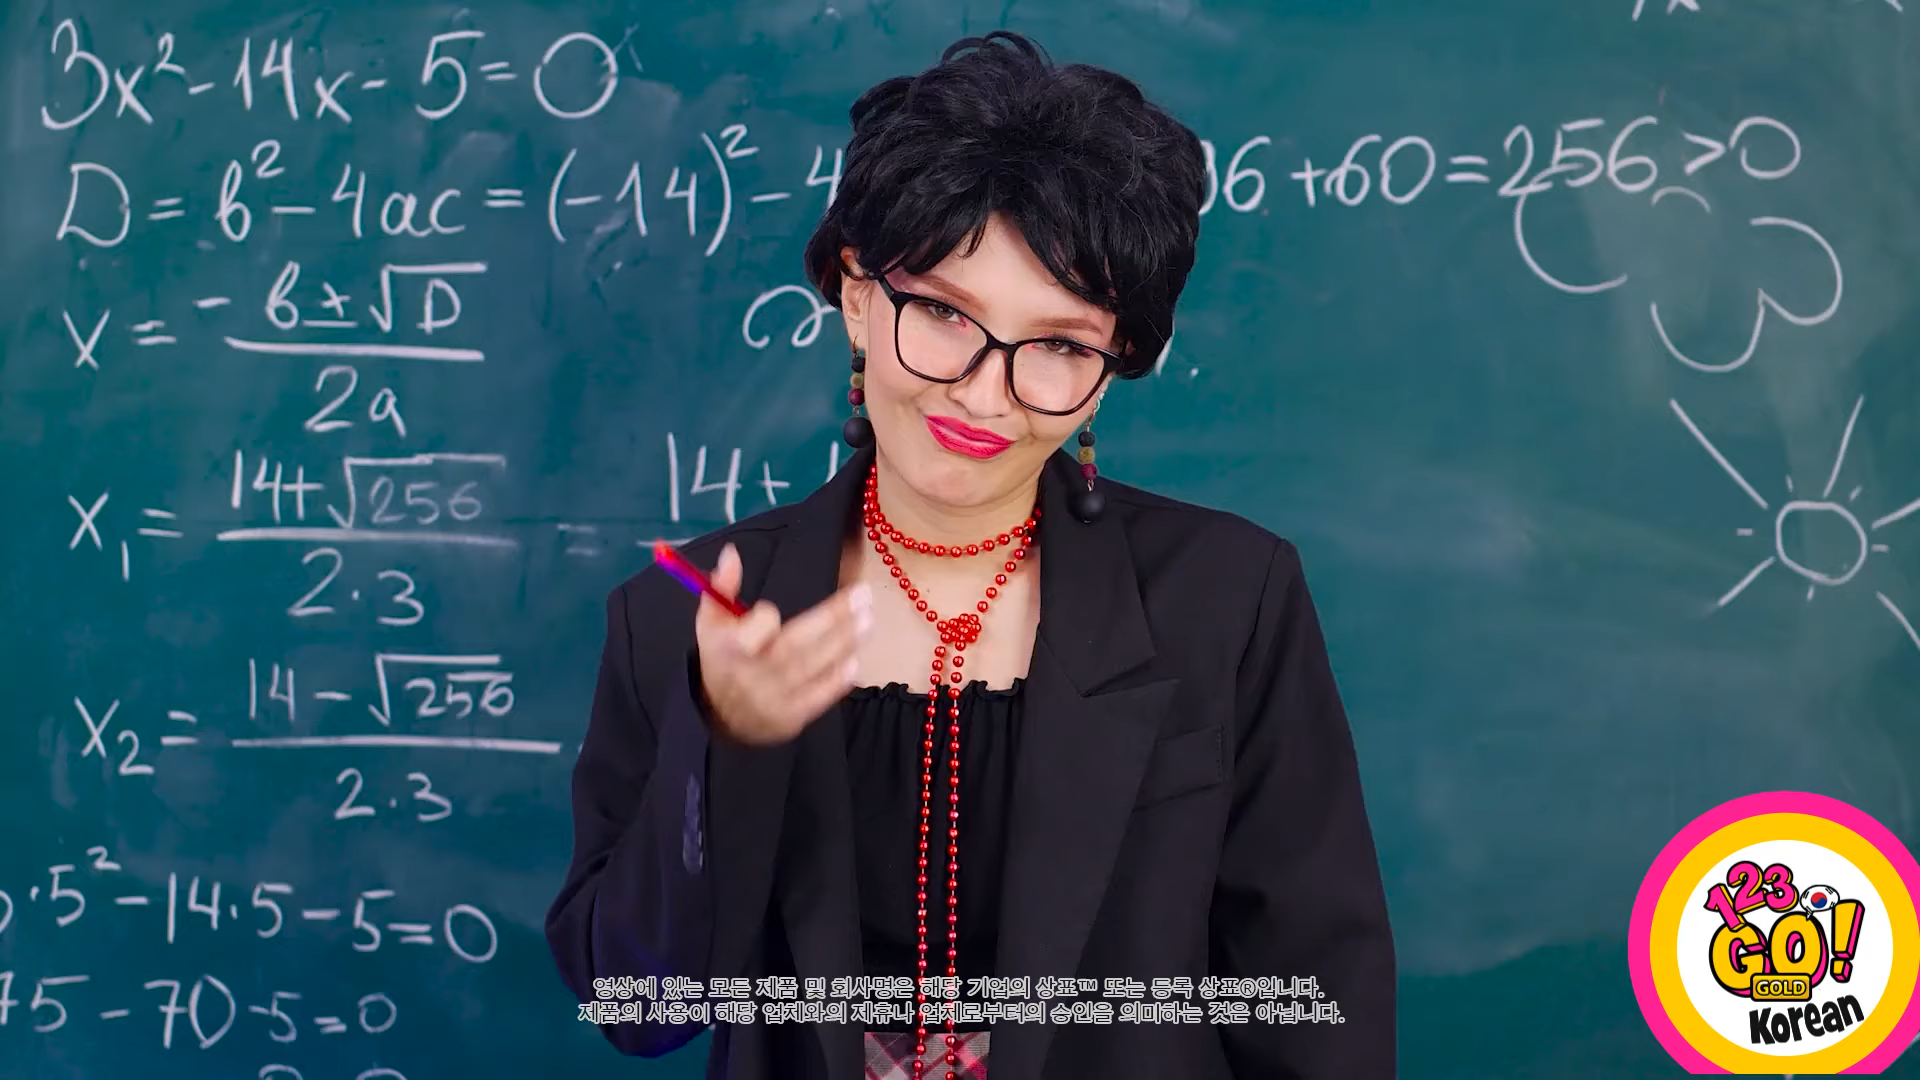 3x²-14x-5=0
D=b²-4ac=(-14)²-4
96+60=256>0
x=
-b±√D
2a
x₁=
14+√256
2·3
=
14+
x₂=
14-√256
2·3
·5²-14·5-5=0
75-70-5=0
영상에 있는 모든 제품 및 회사명은 해당 기업의 상표™ 또는 등록 상표®입니다.
제품의 사용이 해당 업체와의 제휴나 업체로부터의 승인을 의미하는 것은 아닙니다.
123
GO!
GOLD
Korean